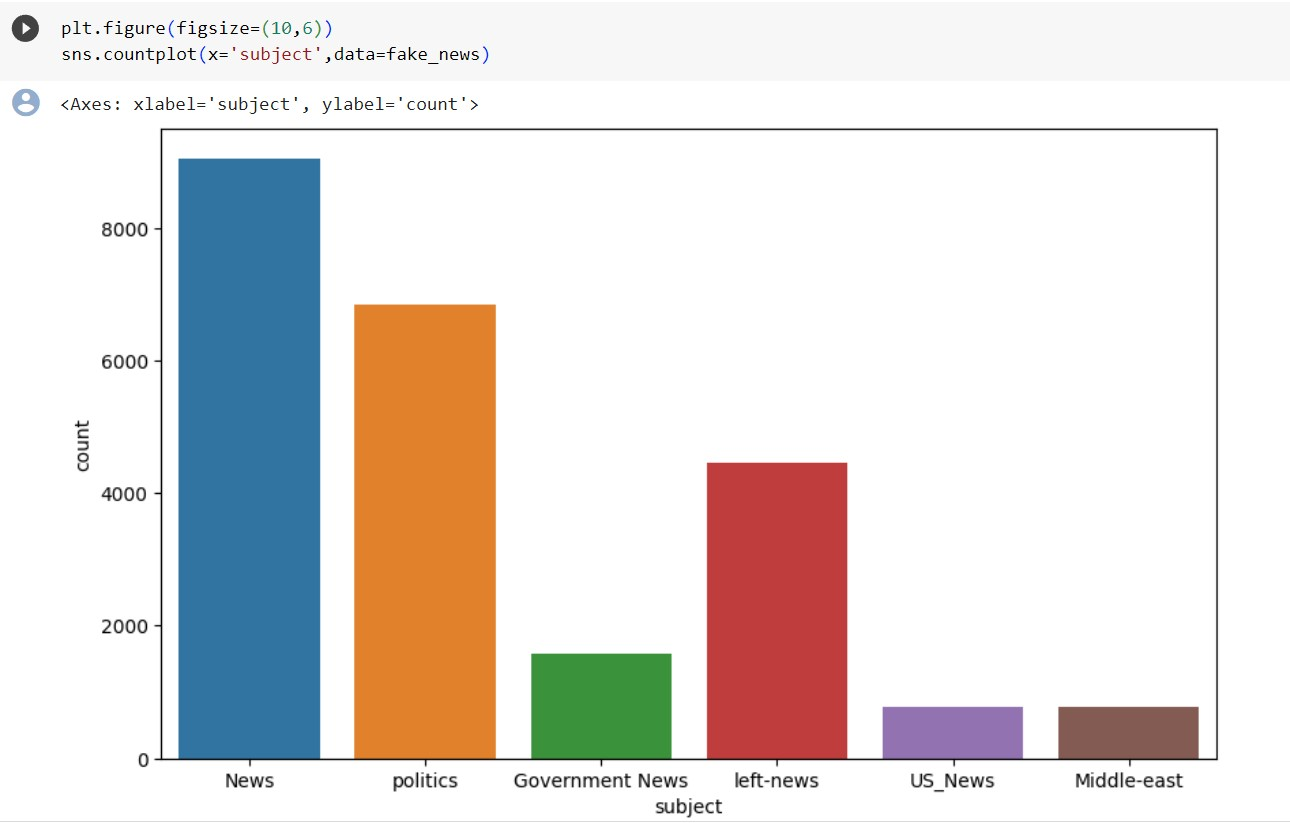 plt.figure(figsize=(10,6))
sns.countplot(x='subject',data=fake_news)
<Axes: xlabel='subject', ylabel='count'>
8000
6000
4000
2000
0
count
News politics Government News left-news US_News Middle-east
subject